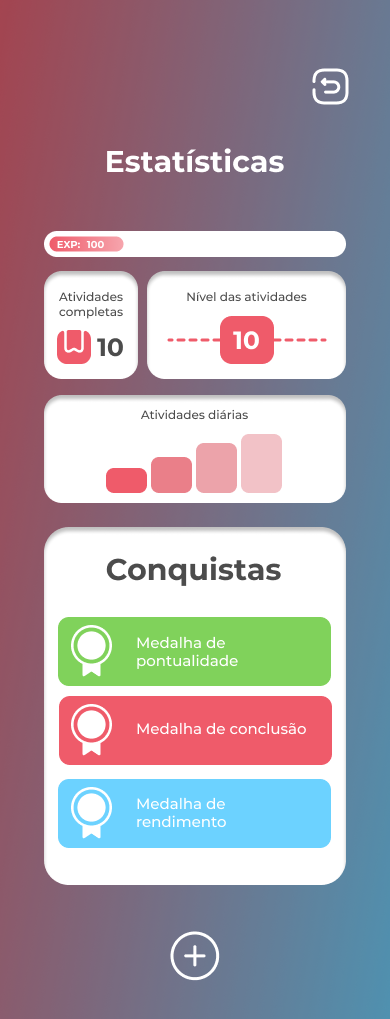 Estatísticas
EXP: 100
Atividades
completas
10
Nível das atividades
10
Atividades diárias
Conquistas
Medalha de
pontualidade
Medalha de conclusão
Medalha de
rendimento